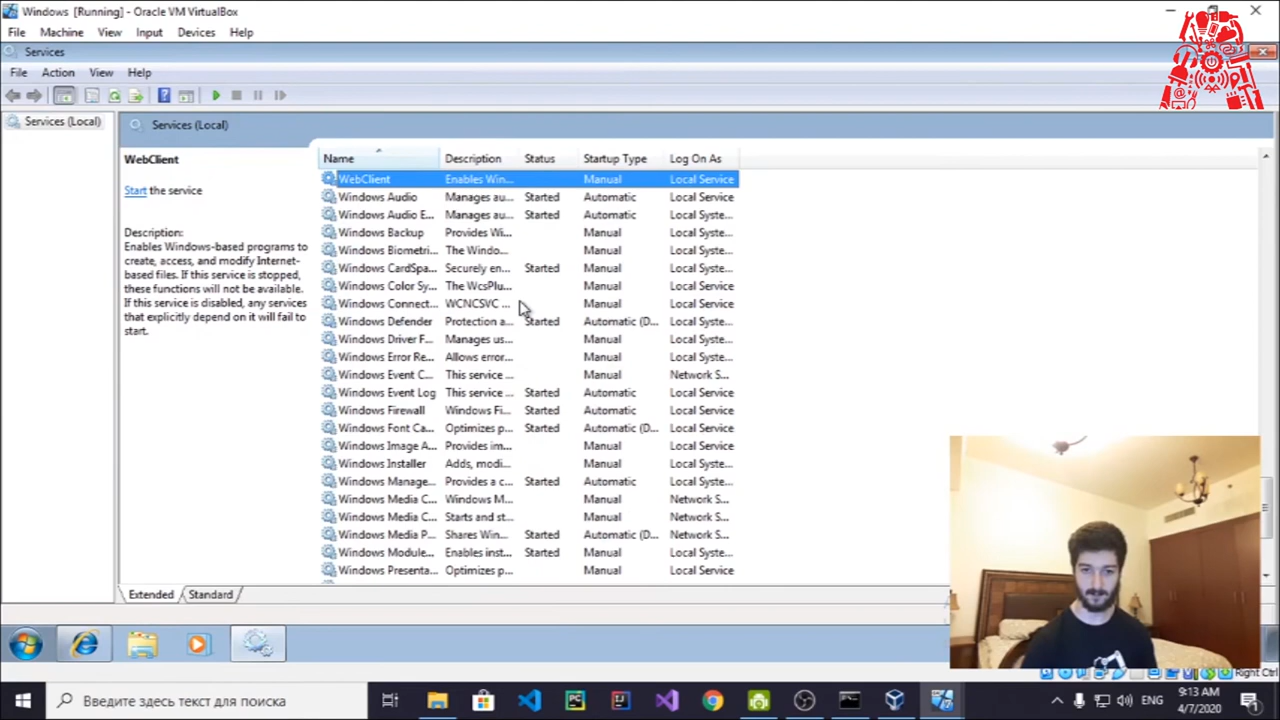 Windows [Running] - Oracle VM VirtualBox
File Machine View Input Devices Help
Services
File Action View Help
Services (Local)
Services (Local)
WebClient
Start the service
Description:
Enables Windows-based programs to
create, access, and modify Internet-
based files. If this service is stopped,
these functions will not be available.
If this service is disabled, any services
that explicitly depend on it will fail to
start.
Name Description Status Startup Type Log On As
WebClient Enables Win... Manual Local Service
Windows Audio Manages au... Started Automatic Local Service
Windows Audio E... Manages au... Started Automatic Local Syste...
Windows Backup Provides Wi... Manual Local Syste...
Windows Biometri... The Windo... Manual Local Syste...
Windows CardSpa... Securely en... Started Manual Local Syste...
Windows Color Sy... The WcsPlu... Manual Local Service
Windows Connect... WCNCSVC ... Manual Local Service
Windows Defender Protection a... Started Automatic (D... Local Syste...
Windows Driver F... Manages us... Manual Local Syste...
Windows Error Re... Allows error... Manual Local Syste...
Windows Event C... This service ... Manual Network S...
Windows Event Log This service ... Started Automatic Local Service
Windows Firewall Windows Fi... Started Automatic Local Service
Windows Font Ca... Optimizes p... Started Automatic (D... Local Service
Windows Image A... Provides im... Manual Local Service
Windows Installer Adds, modi... Manual Local Syste...
Windows Manage... Provides a c... Started Automatic Local Syste...
Windows Media C... Windows M... Manual Network S...
Windows Media C... Starts and st... Manual Network S...
Windows Media P... Shares Win... Started Automatic (D... Network S...
Windows Module... Enables inst... Started Manual Local Syste...
Windows Presenta... Optimizes p... Manual Local Service
Extended Standard
Right Ctrl
Введите здесь текст для поиска
ENG
9:13 AM
4/7/2020